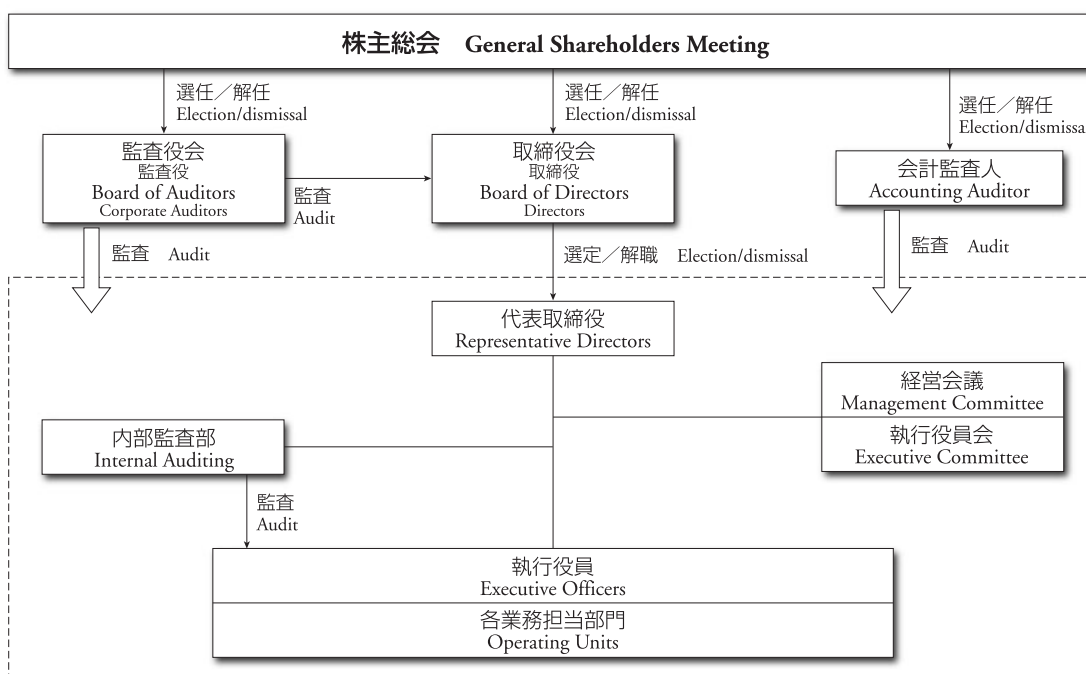 株主総会 General Shareholders Meeting
選任／解任
Election/dismissal
選任／解任
Election/dismissal
選任／解任
Election/dismissa
監査役会
監査役
Board of Auditors
Corporate Auditors
監査
Audit
取締役会
取締役
Board of Directors
Directors
会計監査人
Accounting Auditor
監査 Audit
選定／解職 Election/dismissal
監査 Audit
代表取締役
Representative Directors
経営会議
Management Committee
執行役員会
Executive Committee
内部監査部
Internal Auditing
監査
Audit
執行役員
Executive Officers
各業務担当部門
Operating Units